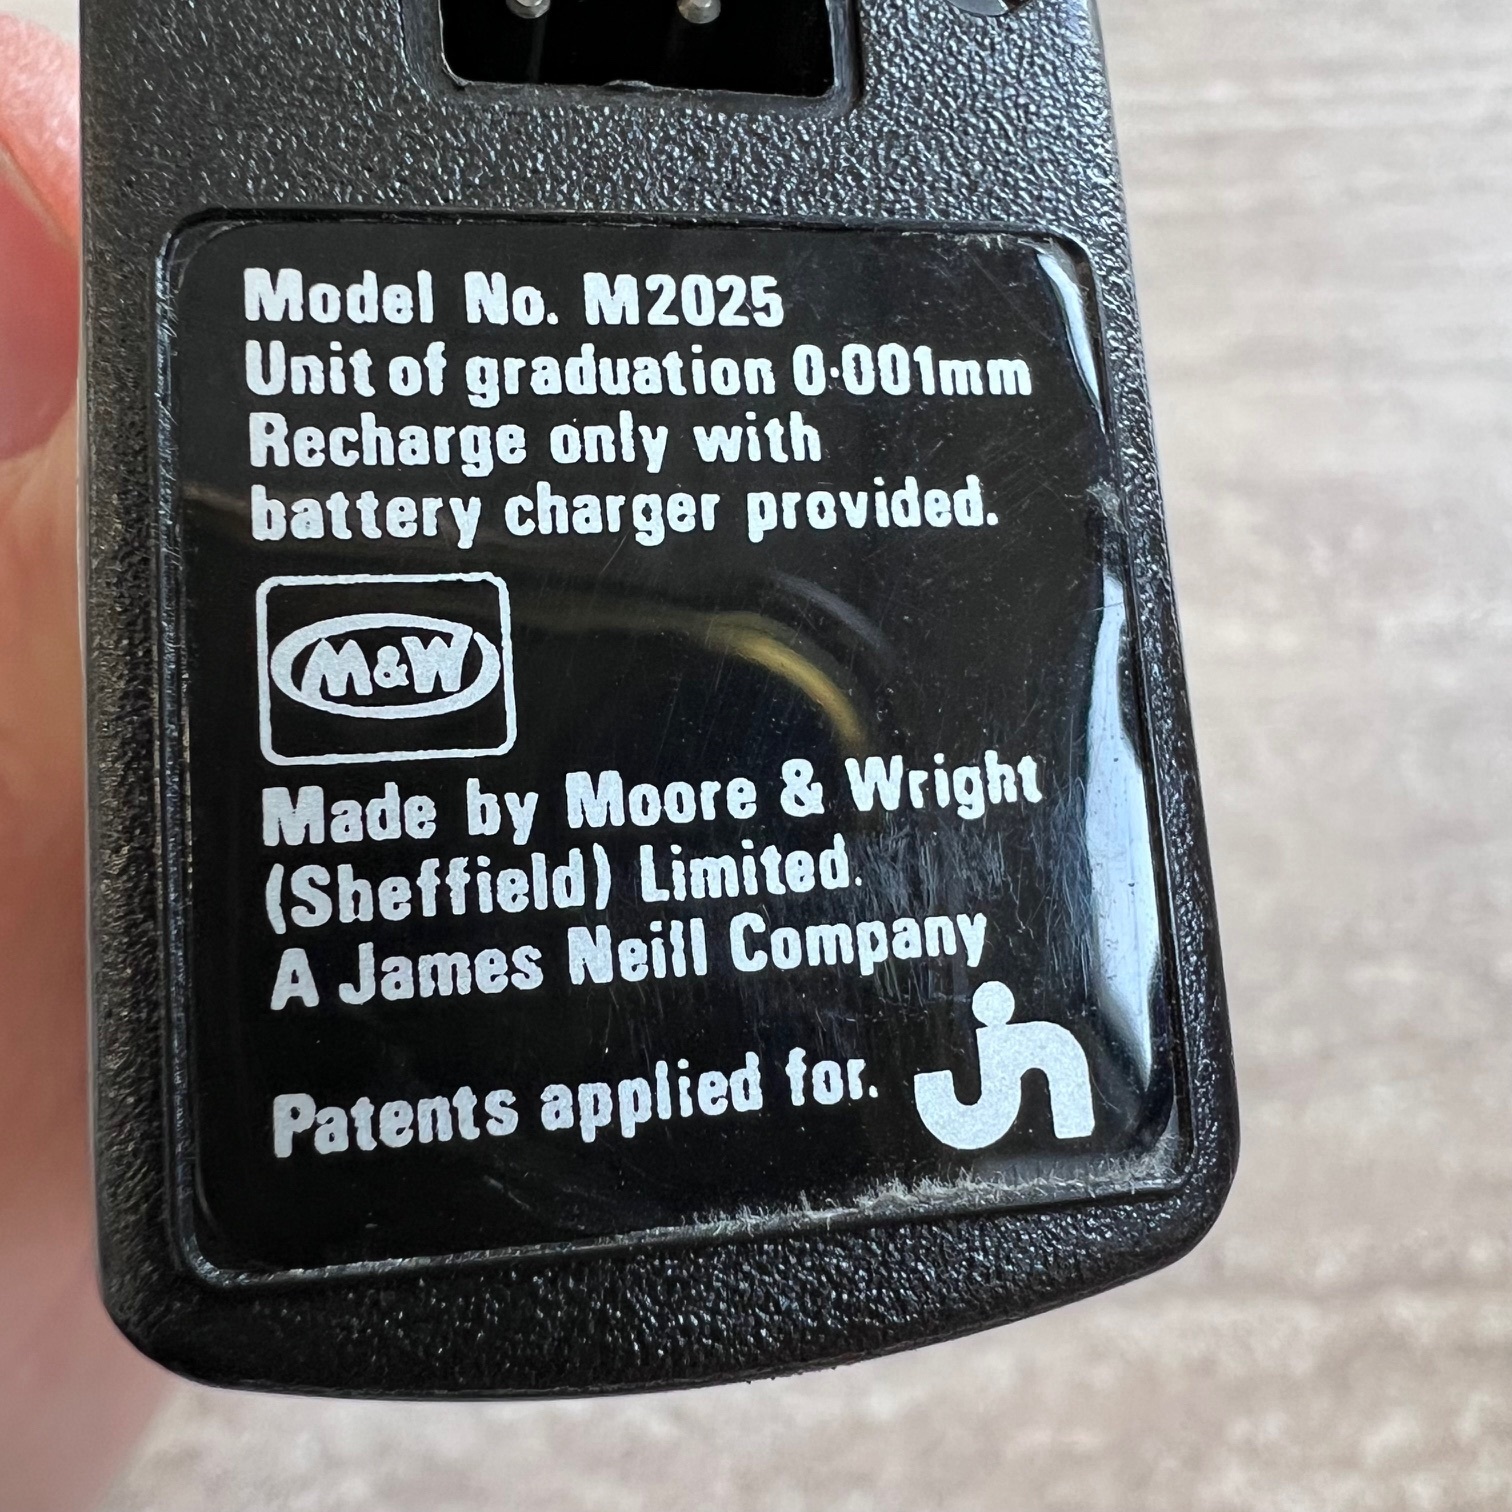 Model No. M2025
Unit of graduation 0·001mm
Recharge only with
battery charger provided.
M&W
Made by Moore & Wright
(Sheffield) Limited.
A James Neill Company
Patents applied for.
jn